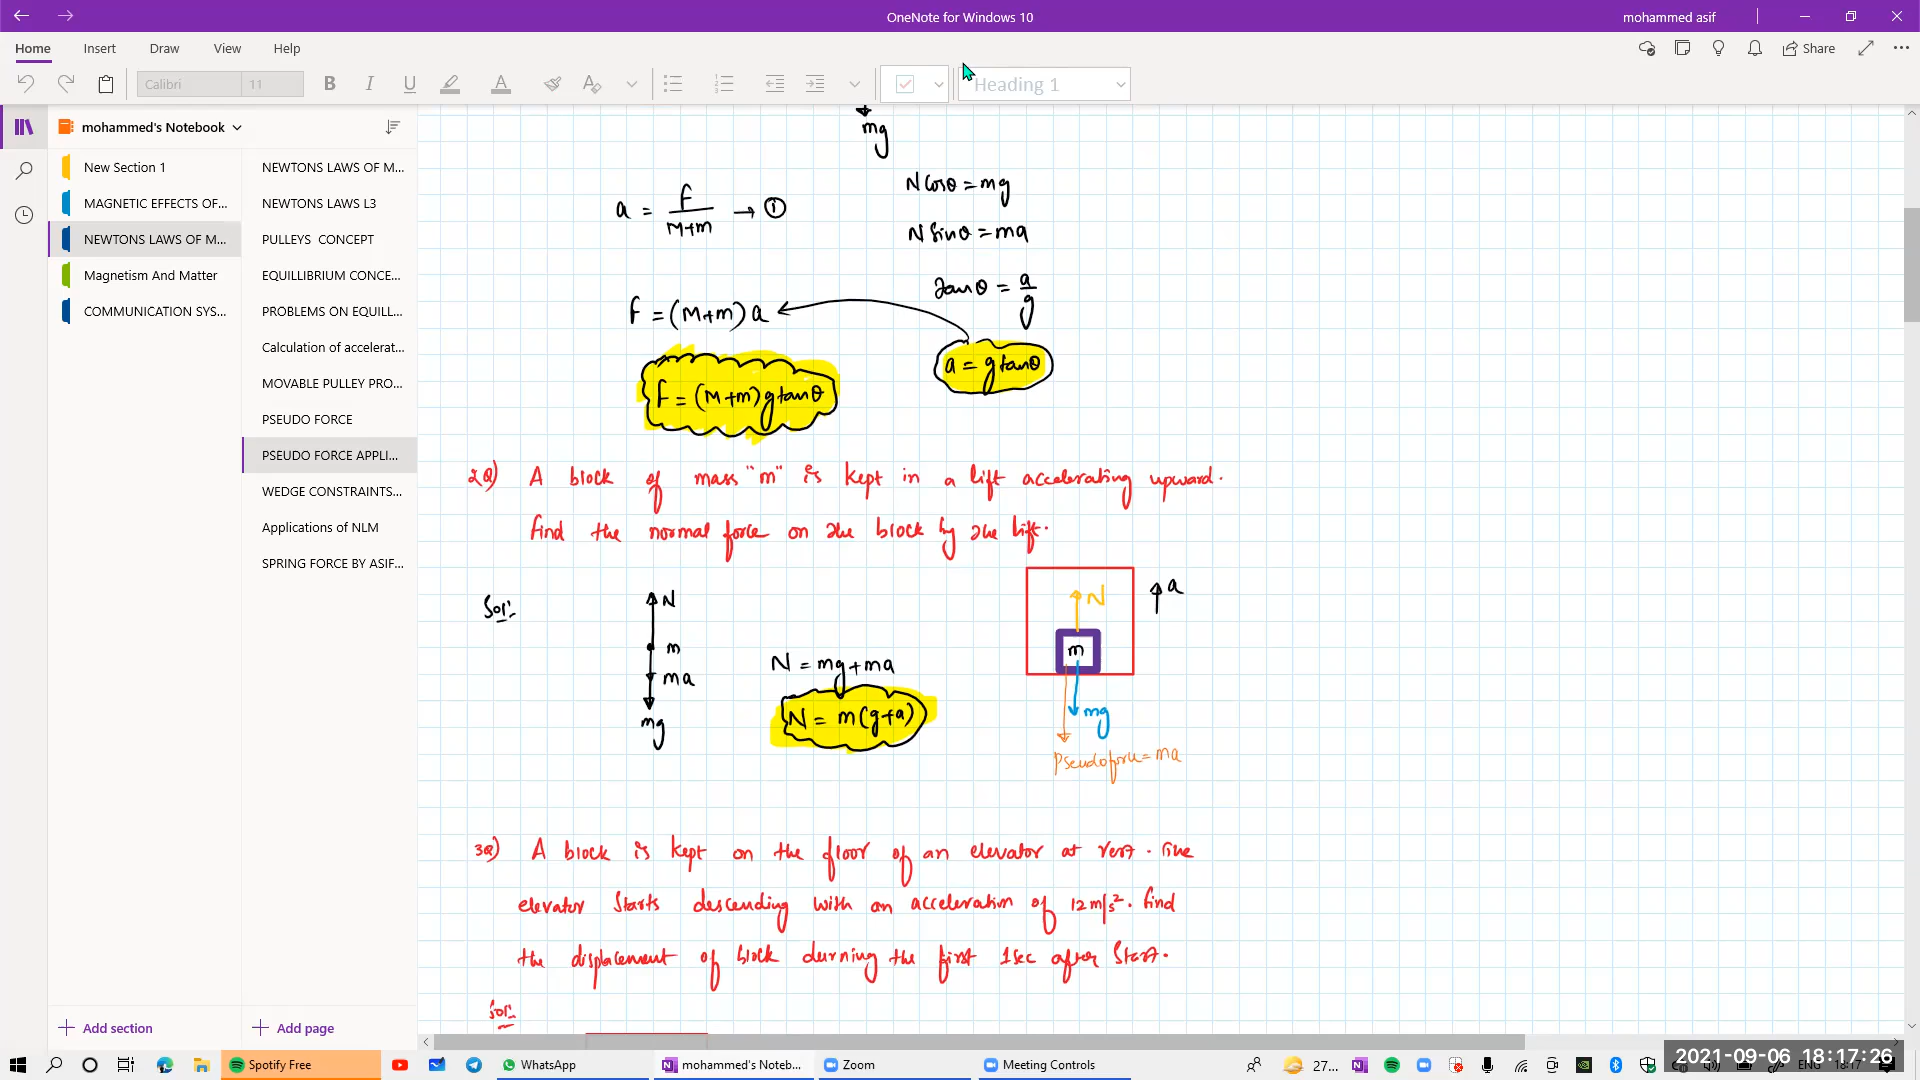 OneNote for Windows 10
mohammed asif
Home Insert Draw View Help
Share
Calibri 11
B I U A
Heading 1
mohammed's Notebook
New Section 1
MAGNETIC EFFECTS OF...
NEWTONS LAWS OF M...
Magnetism And Matter
COMMUNICATION SYS...
NEWTONS LAWS OF M...
NEWTONS LAWS L3
PULLEYS CONCEPT
EQUILLIBRIUM CONCE...
PROBLEMS ON EQUILL...
Calculation of accelerat...
MOVABLE PULLEY PRO...
PSEUDO FORCE
PSEUDO FORCE APPLI...
WEDGE CONSTRAINTS...
Applications of NLM
SPRING FORCE BY ASIF...
Add section
Add page
mg
a = F/M+m → ①
N cosθ = mg
N sinθ = ma
tanθ = a/g
F = (M+m) a
a = g tanθ
F = (M+m) g tanθ
2Q) A block of mass "m" is kept in a lift accelerating upward.
find the normal force on the block by the lift.
Sol:
N
m
ma
mg
N = mg + ma
N = m(g+a)
N
a
m
mg
Pseudo force = ma
3Q) A block is kept on the floor of an elevator at rest. The
elevator starts descending with an acceleration of 12 m/s². find
the displacement of block durning the first 1sec after start.
Sol:
Spotify Free
WhatsApp
mohammed's Noteb...
Zoom
Meeting Controls
27...
ENG
18:17
2021-09-06 18:17:26